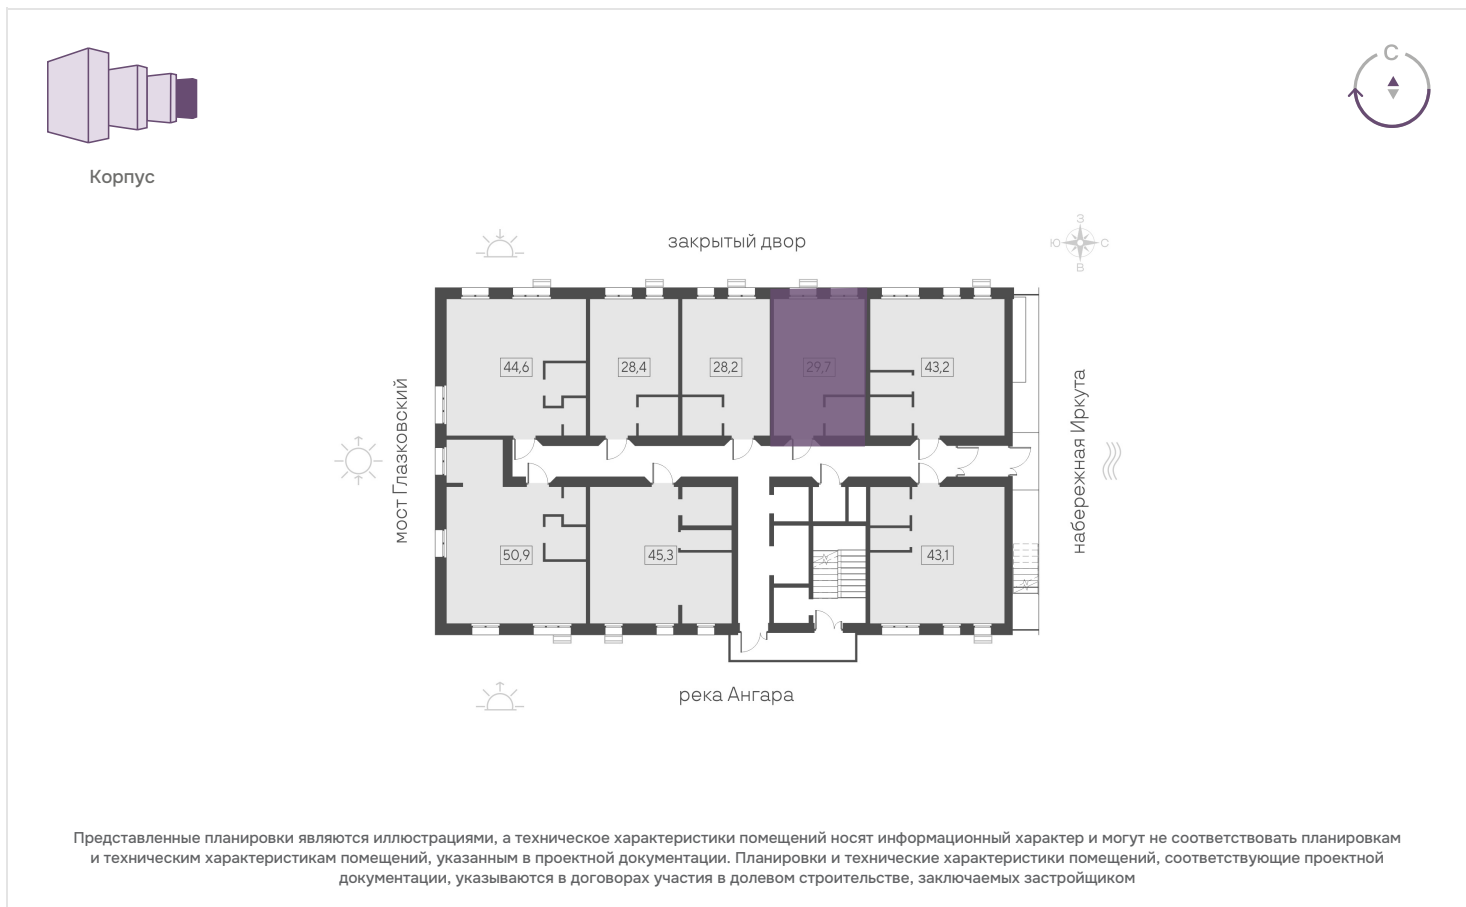 С
Корпус
закрытый двор
З
Ю
С
В
44,6
28,4
28,2
29,7
43,2
мост Глазковский
набережная Иркута
50,9
45,3
43,1
река Ангара
Представленные планировки являются иллюстрациями, а техническое характеристики помещений носят информационный характер и могут не соответствовать планировкам
и техническим характеристикам помещений, указанным в проектной документации. Планировки и технические характеристики помещений, соответствующие проектной
документации, указываются в договорах участия в долевом строительстве, заключаемых застройщиком